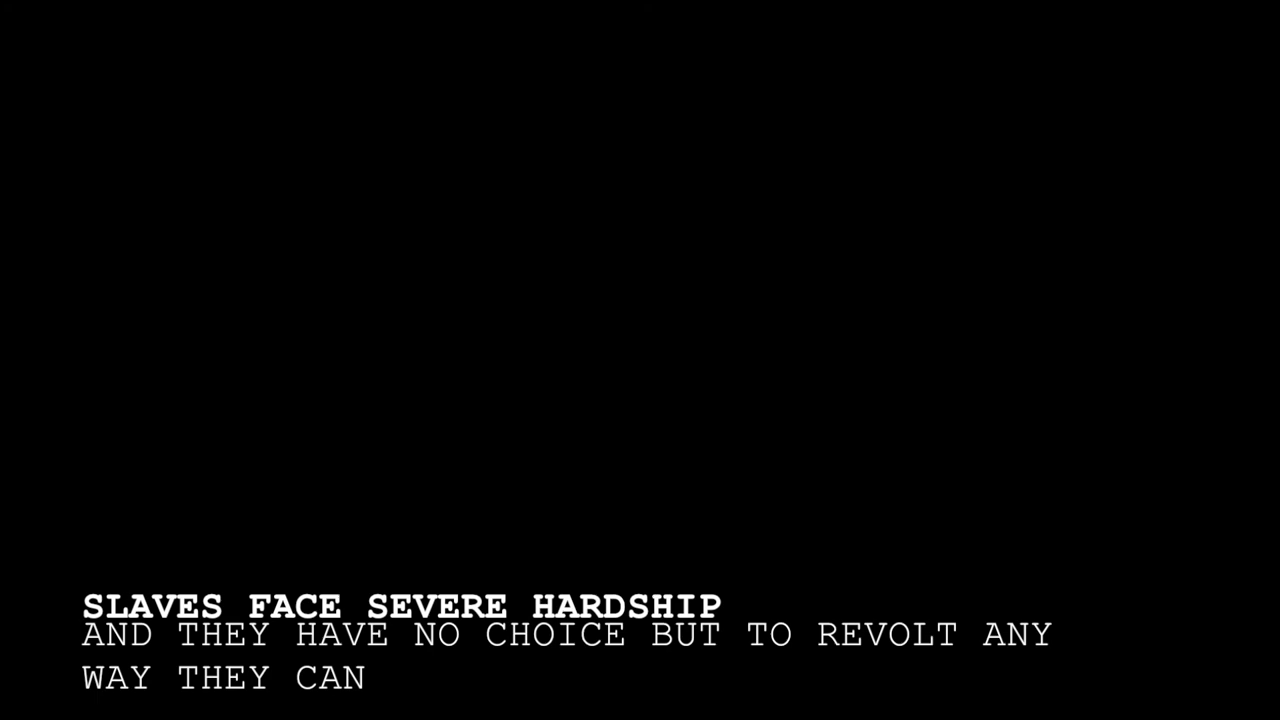 SLAVES FACE SEVERE HARDSHIP
AND THEY HAVE NO CHOICE BUT TO REVOLT ANY
WAY THEY CAN